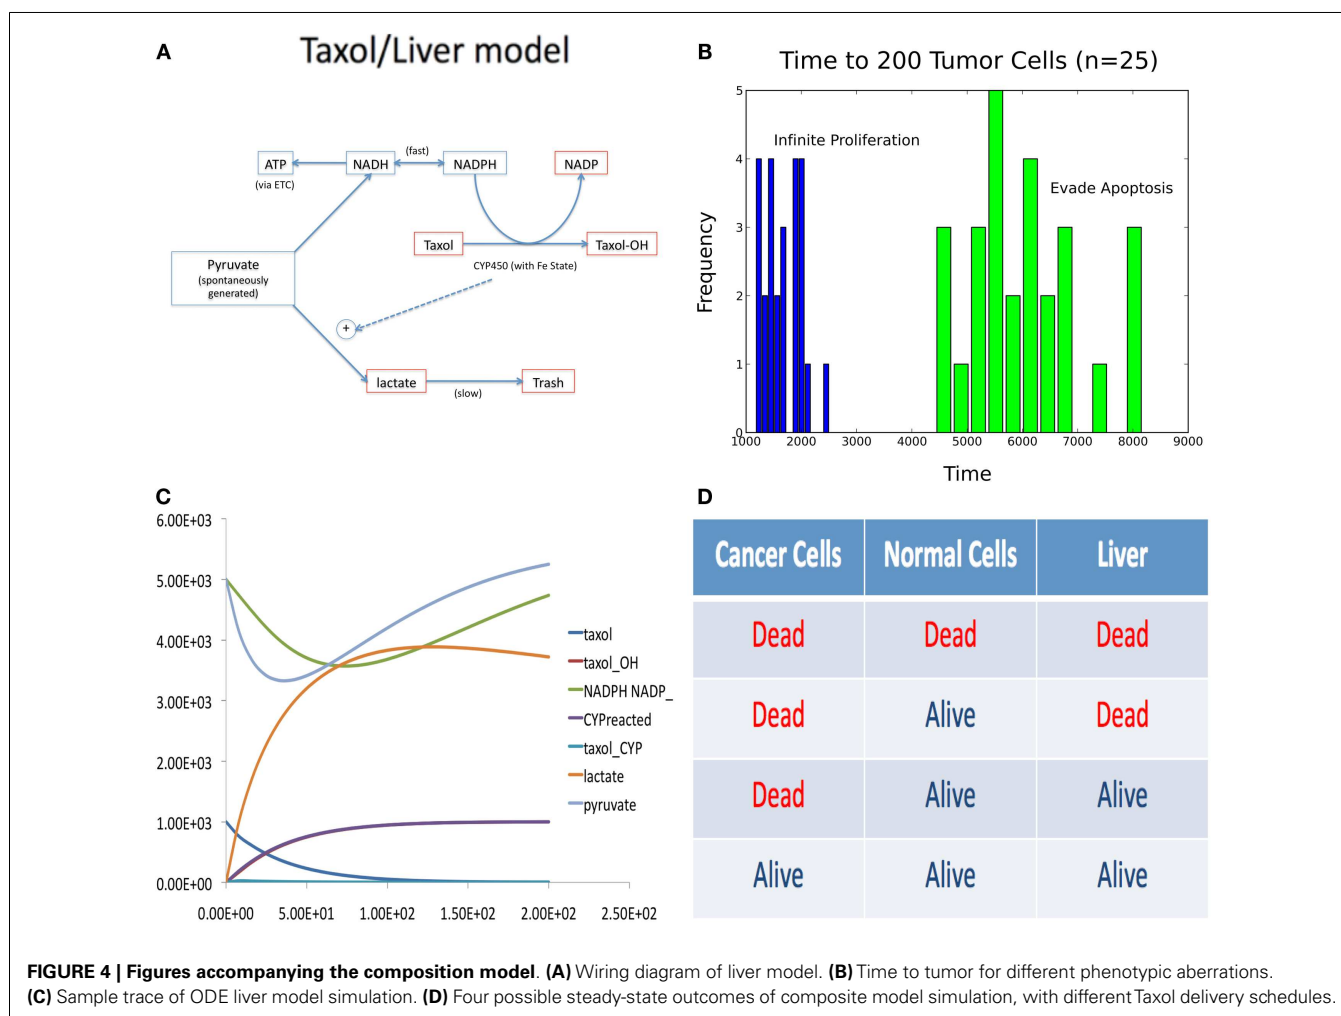 A
Taxol/Liver model
ATP
(via ETC)
NADH
(fast)
NADPH
NADP
Taxol
Taxol-OH
CYP450 (with Fe State)
Pyruvate
(spontaneously
generated)
+
lactate
(slow)
Trash
B
Time to 200 Tumor Cells (n=25)
Infinite Proliferation
Evade Apoptosis
Frequency
5
4
3
2
1
0
1000 2000 3000 4000 5000 6000 7000 8000 9000
Time
C
6.00E+03
5.00E+03
4.00E+03
3.00E+03
2.00E+03
1.00E+03
0.00E+00
0.00E+00 5.00E+01 1.00E+02 1.50E+02 2.00E+02 2.50E+02
taxol
taxol_OH
NADPH NADP_
CYPreacted
taxol_CYP
lactate
pyruvate
D
Cancer Cells Normal Cells Liver
Dead Dead Dead
Dead Alive Dead
Dead Alive Alive
Alive Alive Alive
FIGURE 4 | Figures accompanying the composition model. (A) Wiring diagram of liver model. (B) Time to tumor for different phenotypic aberrations.
(C) Sample trace of ODE liver model simulation. (D) Four possible steady-state outcomes of composite model simulation, with different Taxol delivery schedules.